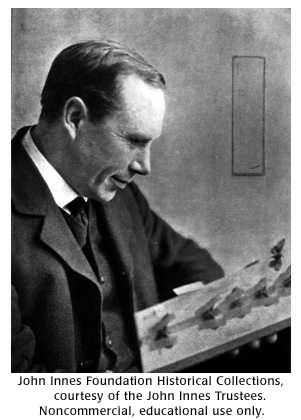 John Innes Foundation Historical Collections,
courtesy of the John Innes Trustees.
Noncommercial, educational use only.